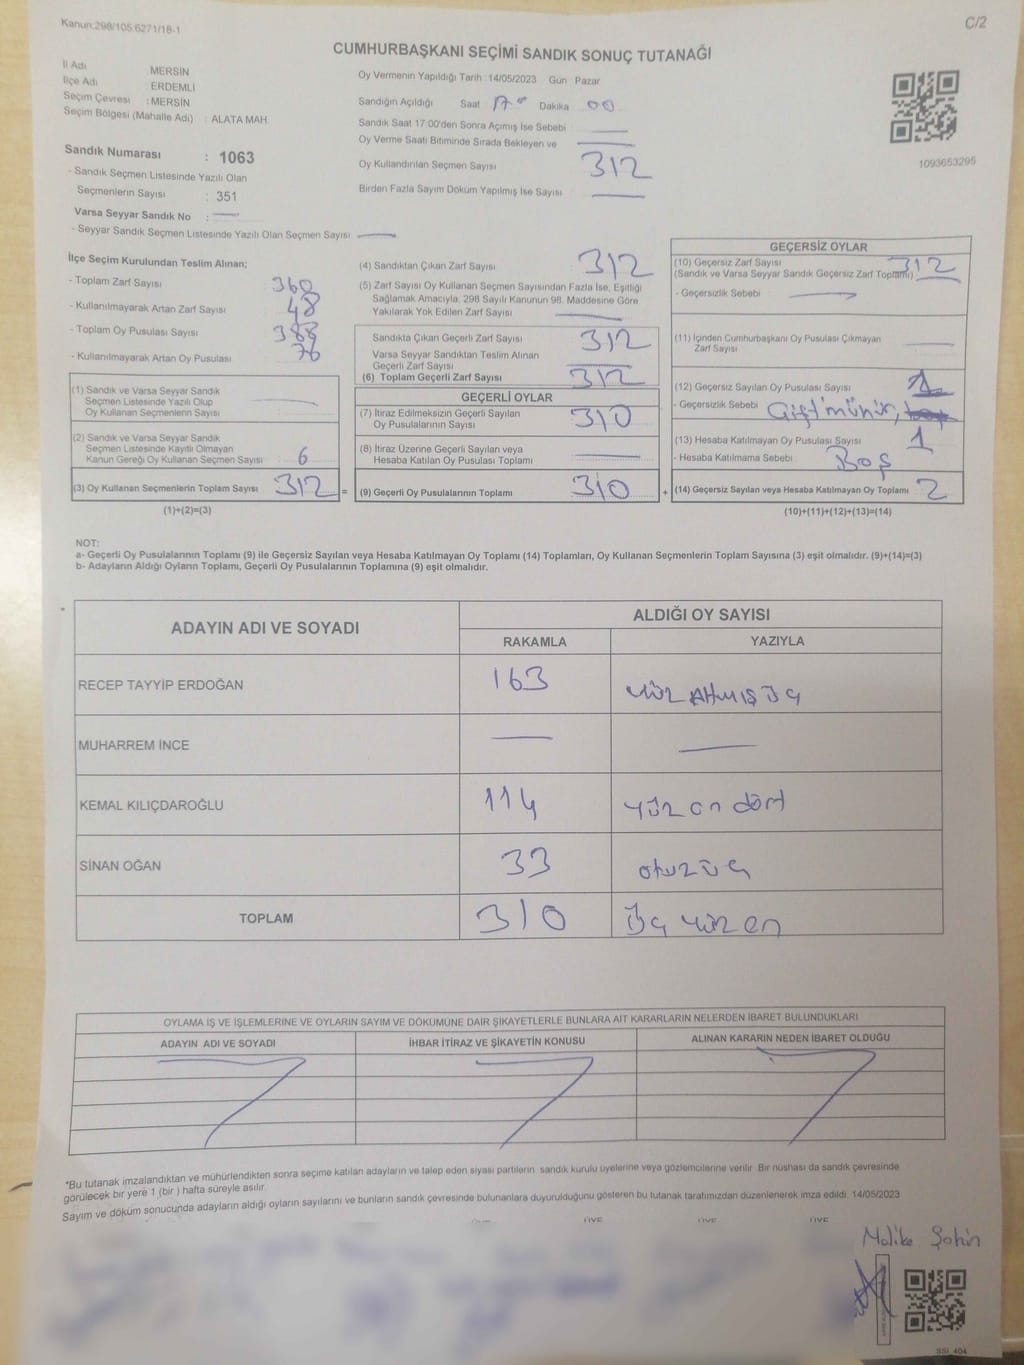 Kanun.298/105.6271/18-1
C/2
CUMHURBAŞKANI SEÇİMİ SANDIK SONUÇ TUTANAĞI
İl Adı : MERSİN
İlçe Adı : ERDEMLİ
Seçim Çevresi : MERSİN
Seçim Bölgesi (Mahalle Adı) : ALATA MAH.
Sandık Numarası : 1063
- Sandık Seçmen Listesinde Yazılı Olan
Seçmenlerin Sayısı : 351
Varsa Seyyar Sandık No :
- Seyyar Sandık Seçmen Listesinde Yazılı Olan Seçmen Sayısı
Oy Vermenin Yapıldığı Tarih : 14/05/2023 Gün : Pazar
Sandığın Açıldığı Saat 17 Dakika 00
Sandık Saat 17:00'den Sonra Açılmış İse Sebebi
Oy Verme Saati Bitiminde Sırada Bekleyen ve
Oy Kullandırılan Seçmen Sayısı 312
Birden Fazla Sayım Döküm Yapılmış İse Sayısı
1093653295
İlçe Seçim Kurulundan Teslim Alınan;
- Toplam Zarf Sayısı 360
- Kullanılmayarak Artan Zarf Sayısı 48
- Toplam Oy Pusulası Sayısı 388
- Kullanılmayarak Artan Oy Pusulası 76
(1) Sandık ve Varsa Seyyar Sandık
Seçmen Listesinde Yazılı Olup
Oy Kullanan Seçmenlerin Sayısı
(2) Sandık ve Varsa Seyyar Sandık
Seçmen Listesinde Kayıtlı Olmayan
Kanun Gereği Oy Kullanan Seçmen Sayısı 6
(3) Oy Kullanan Seçmenlerin Toplam Sayısı 312 =
(1)+(2)=(3)
(4) Sandıktan Çıkan Zarf Sayısı 312
(5) Zarf Sayısı Oy Kullanan Seçmen Sayısından Fazla İse, Eşitliği
Sağlamak Amacıyla, 298 Sayılı Kanunun 98. Maddesine Göre
Yakılarak Yok Edilen Zarf Sayısı
Sandıkta Çıkan Geçerli Zarf Sayısı 312
Varsa Seyyar Sandıktan Teslim Alınan
Geçerli Zarf Sayısı
(6) Toplam Geçerli Zarf Sayısı 312
GEÇERLİ OYLAR
(7) İtiraz Edilmeksizin Geçerli Sayılan
Oy Pusulalarının Sayısı 310
(8) İtiraz Üzerine Geçerli Sayılan veya
Hesaba Katılan Oy Pusulası Toplamı
(9) Geçerli Oy Pusulalarının Toplamı 310 +
GEÇERSİZ OYLAR
(10) Geçersiz Zarf Sayısı 312
(Sandık ve Varsa Seyyar Sandık Geçersiz Zarf Toplamı)
- Geçersizlik Sebebi
(11) İçinden Cumhurbaşkanı Oy Pusulası Çıkmayan
Zarf Sayısı
(12) Geçersiz Sayılan Oy Pusulası Sayısı 1
- Geçersizlik Sebebi Çift mühür,
(13) Hesaba Katılmayan Oy Pusulası Sayısı 1
- Hesaba Katılmama Sebebi Boş
(14) Geçersiz Sayılan veya Hesaba Katılmayan Oy Toplamı 2
(10)+(11)+(12)+(13)=(14)
NOT:
a- Geçerli Oy Pusulalarının Toplamı (9) ile Geçersiz Sayılan veya Hesaba Katılmayan Oy Toplamı (14) Toplamları, Oy Kullanan Seçmenlerin Toplam Sayısına (3) eşit olmalıdır. (9)+(14)=(3)
b- Adayların Aldığı Oyların Toplamı, Geçerli Oy Pusulalarının Toplamına (9) eşit olmalıdır.
ADAYIN ADI VE SOYADI ALDIĞI OY SAYISI
RAKAMLA YAZIYLA
RECEP TAYYİP ERDOĞAN 163 yüz Altmış üç
MUHARREM İNCE
KEMAL KILIÇDAROĞLU 114 yüz on dört
SİNAN OĞAN 33 otuz üç
TOPLAM 310 Üç yüz on
OYLAMA İŞ VE İŞLEMLERİNE VE OYLARIN SAYIM VE DÖKÜMÜNE DAİR ŞİKAYETLERLE BUNLARA AİT KARARLARIN NELERDEN İBARET BULUNDUKLARI
ADAYIN ADI VE SOYADI İHBAR İTİRAZ VE ŞİKAYETİN KONUSU ALINAN KARARIN NEDEN İBARET OLDUĞU
*Bu tutanak imzalandıktan ve mühürlendikten sonra seçime katılan adayların ve talep eden siyasi partilerin sandık kurulu üyelerine veya gözlemcilerine verilir. Bir nüshası da sandık çevresinde
görülecek bir yere 1 (bir) hafta süreyle asılır.
Sayım ve döküm sonucunda adayların aldığı oyların sayılarını ve bunların sandık çevresinde bulunanlara duyurulduğunu gösteren bu tutanak tarafımızdan düzenlenerek imza edildi. 14/05/2023
ÜYE ÜYE ÜYE
Melike Şahin
SSI_404